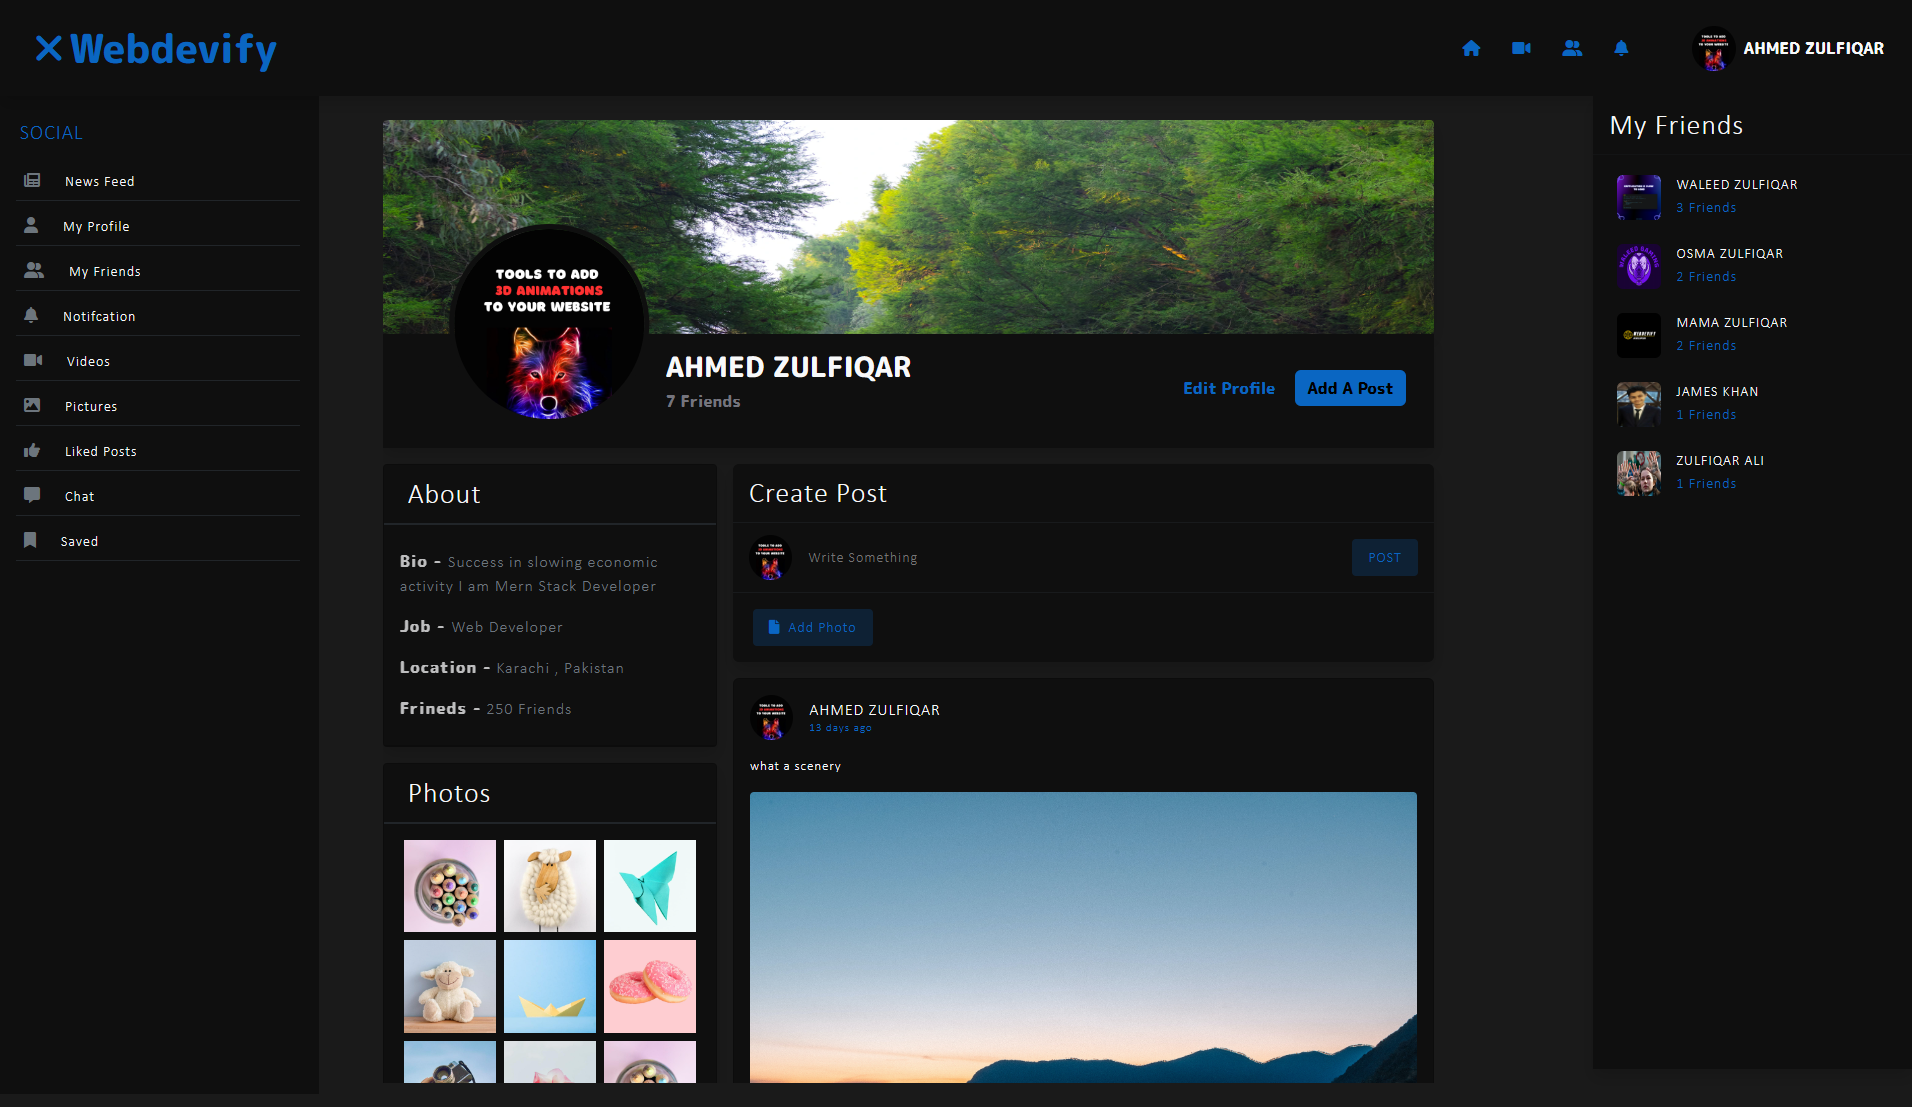 Webdevify
AHMED ZULFIQAR
SOCIAL
News Feed
My Profile
My Friends
Notifcation
Videos
Pictures
Liked Posts
Chat
Saved
TOOLS TO ADD
3D ANIMATIONS
TO YOUR WEBSITE
AHMED ZULFIQAR
7 Friends
Edit Profile
Add A Post
About
Bio - Success in slowing economic
activity I am Mern Stack Developer
Job - Web Developer
Location - Karachi , Pakistan
Frineds - 250 Friends
Photos
Create Post
Write Something
POST
Add Photo
AHMED ZULFIQAR
13 days ago
what a scenery
My Friends
WALEED ZULFIQAR
3 Friends
OSMA ZULFIQAR
2 Friends
MAMA ZULFIQAR
2 Friends
JAMES KHAN
1 Friends
ZULFIQAR ALI
1 Friends